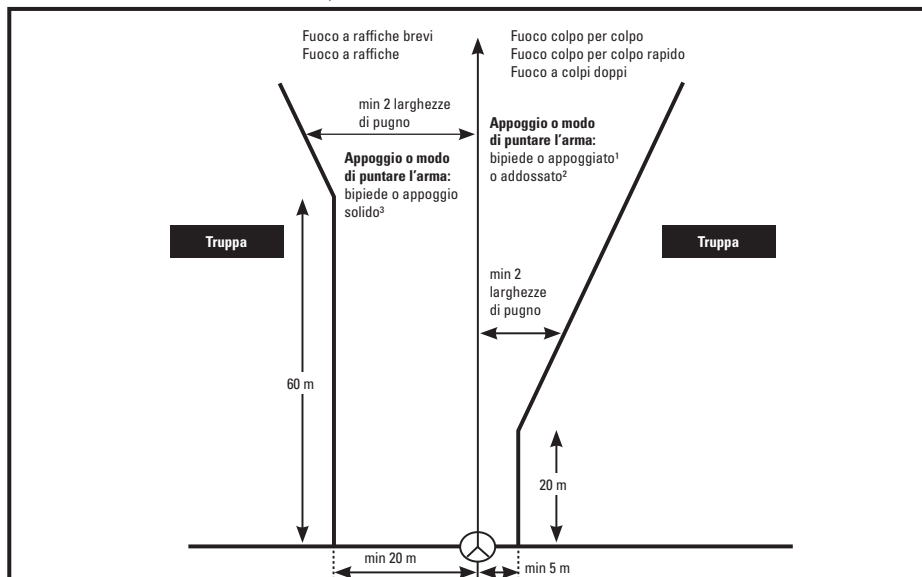 Fuoco a raffiche brevi
Fuoco a raffiche
Fuoco colpo per colpo
Fuoco colpo per colpo rapido
Fuoco a colpi doppi
min 2 larghezze
di pugno
Appoggio o modo
di puntare l'arma:
bipiede o appoggiato¹
o addossato²
Appoggio o modo
di puntare l'arma:
bipiede o appoggio
solido³
Truppa
Truppa
min 2
larghezze
di pugno
60 m
20 m
min 20 m
min 5 m